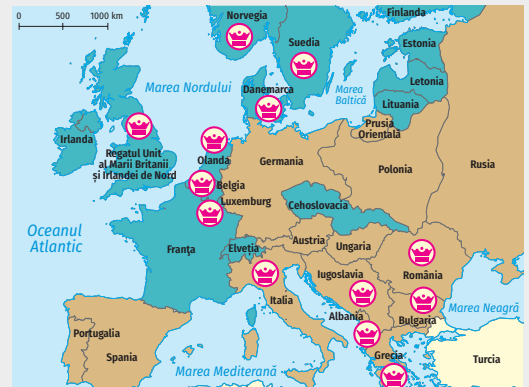 0 500 1000 km
Norvegia
Finlanda
Suedia
Estonia
Marea Nordului
Danemarca
Marea
Baltică
Letonia
Lituania
Prusia
Orientală
Irlanda
Regatul Unit
al Marii Britanii
și Irlandei de Nord
Olanda
Germania
Polonia
Rusia
Belgia
Luxemburg
Cehoslovacia
Oceanul
Atlantic
Franța
Elveția
Austria
Ungaria
România
Iugoslavia
Italia
Marea Neagră
Bulgaria
Albania
Portugalia
Spania
Grecia
Turcia
Marea Mediterană